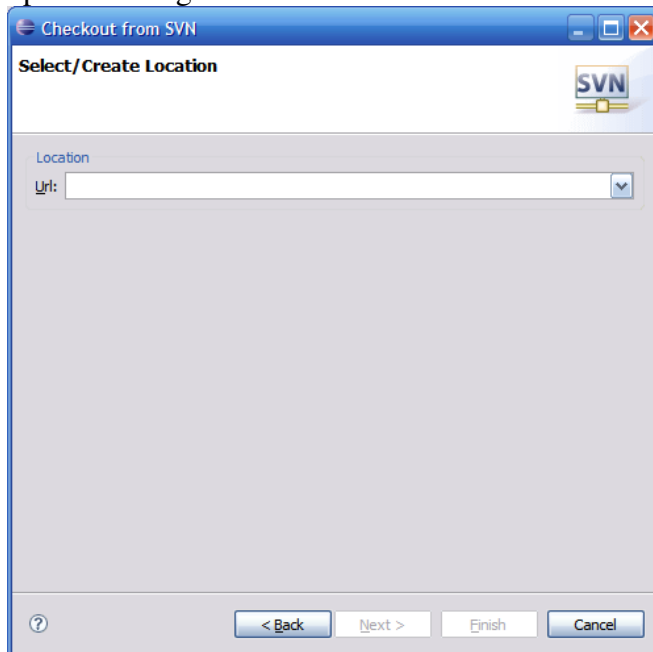 Checkout from SVN
Select/Create Location
SVN
Location
Url:
?
< Back
Next >
Finish
Cancel